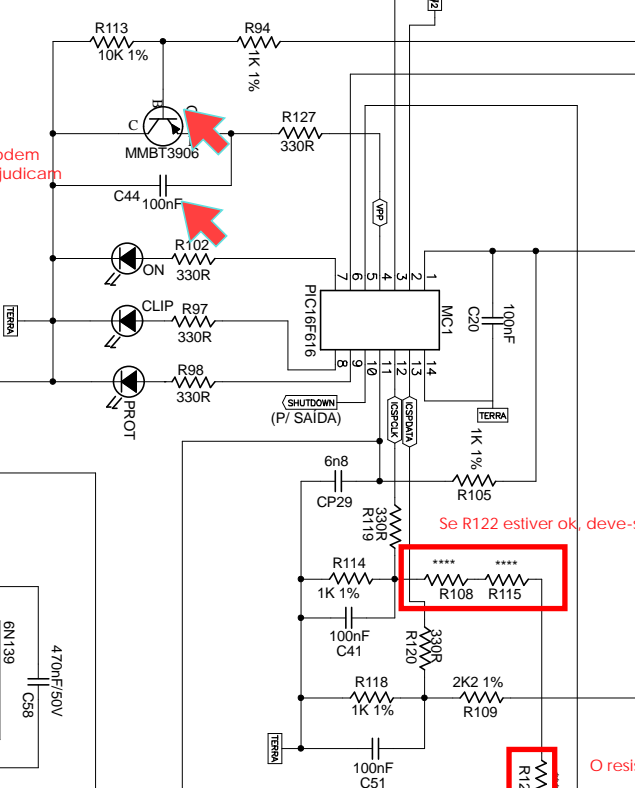 R113
10K 1%
R94
1K 1%
B
C
MMBT3906
R127
330R
odem
judicam
C44
100nF
VPP
R102
330R
ON
CLIP
R97
330R
TERRA
R98
330R
PROT
7 6 5 4 3 2 1
PIC16F616
MC1
8 9 10 11 12 13 14
C20
100nF
TERRA
SHUTDOWN
(P/ SAÍDA)
ICSPCLK
ICSPDATA
1K 1%
R105
6n8
CP29
330R
R119
Se R122 estiver ok, deve-s
R114
1K 1%
****
R108
****
R115
100nF
C41
330R
R120
6N139
470nF/50V
C58
R118
1K 1%
2K2 1%
R109
TERRA
100nF
C51
R12
O resis